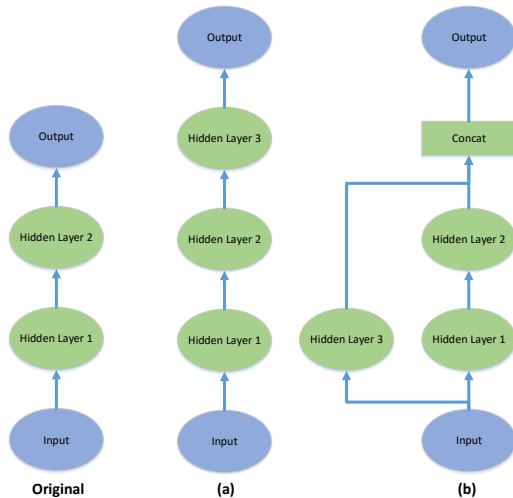 Output
Hidden Layer 2
Hidden Layer 1
Input
Original
Output
Hidden Layer 3
Hidden Layer 2
Hidden Layer 1
Input
(a)
Output
Concat
Hidden Layer 2
Hidden Layer 3
Hidden Layer 1
Input
(b)